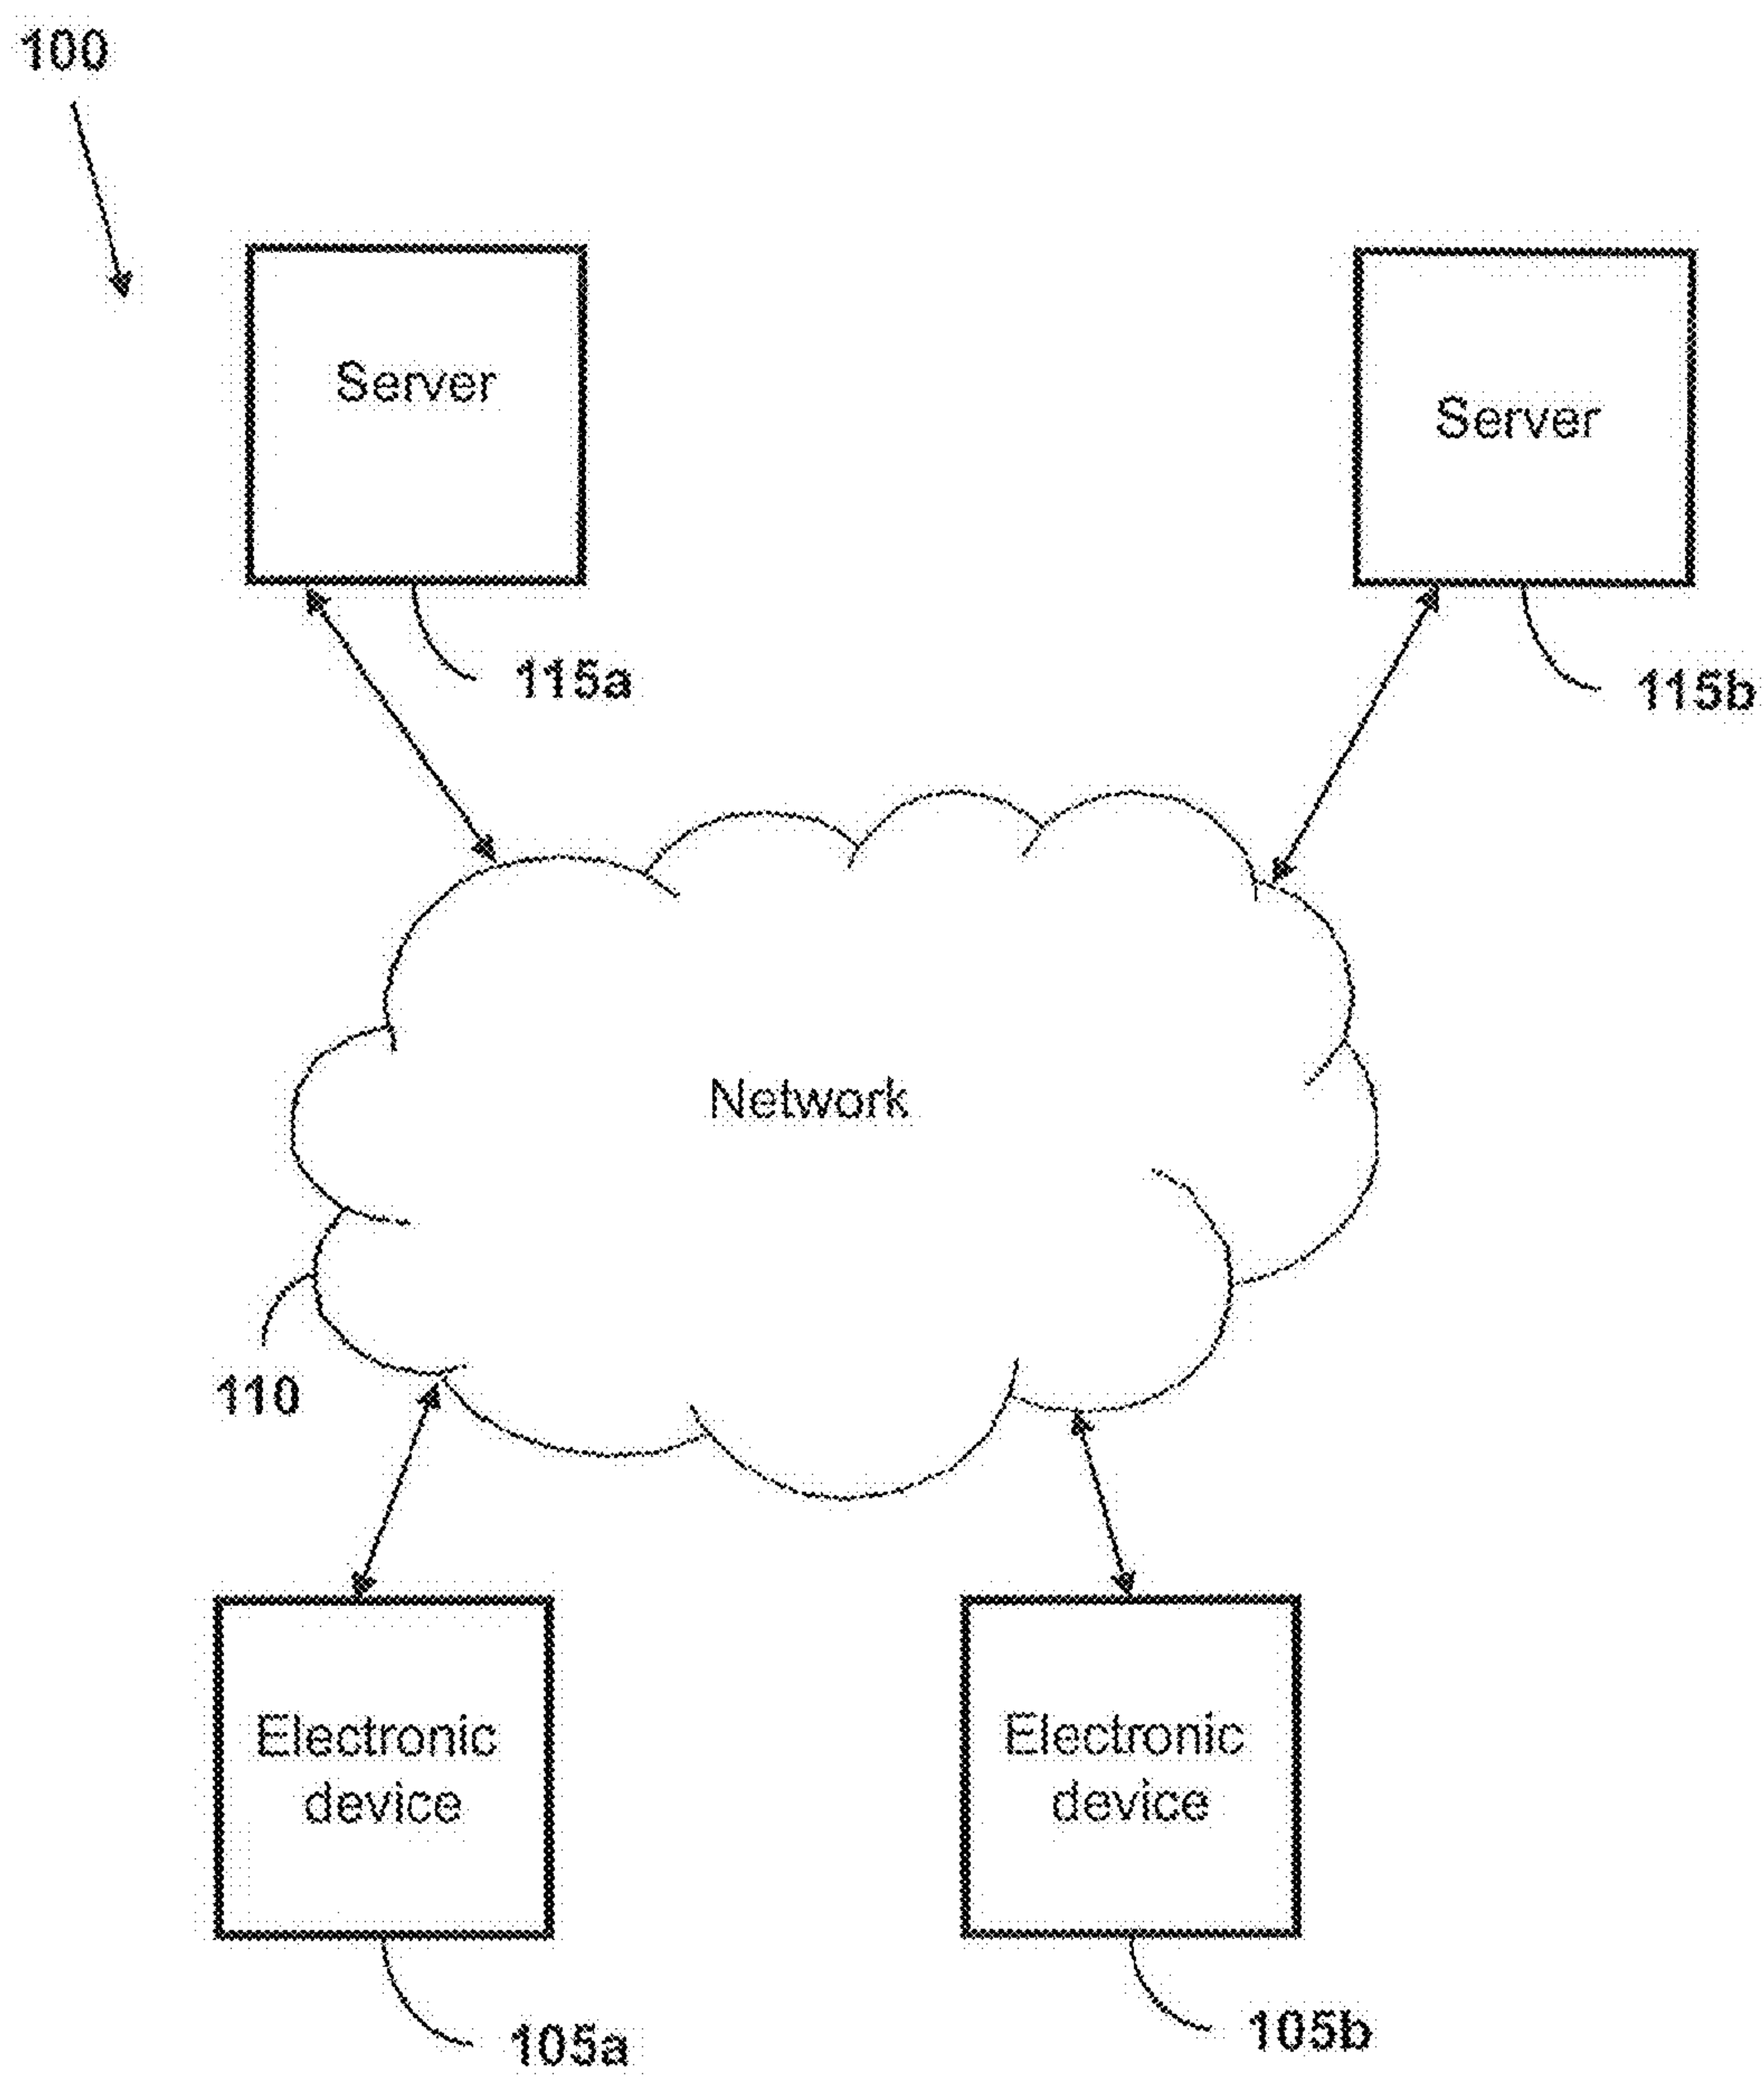 100
Server
Server
115a
115b
Network
110
Electronic
device
Electronic
device
105a
105b